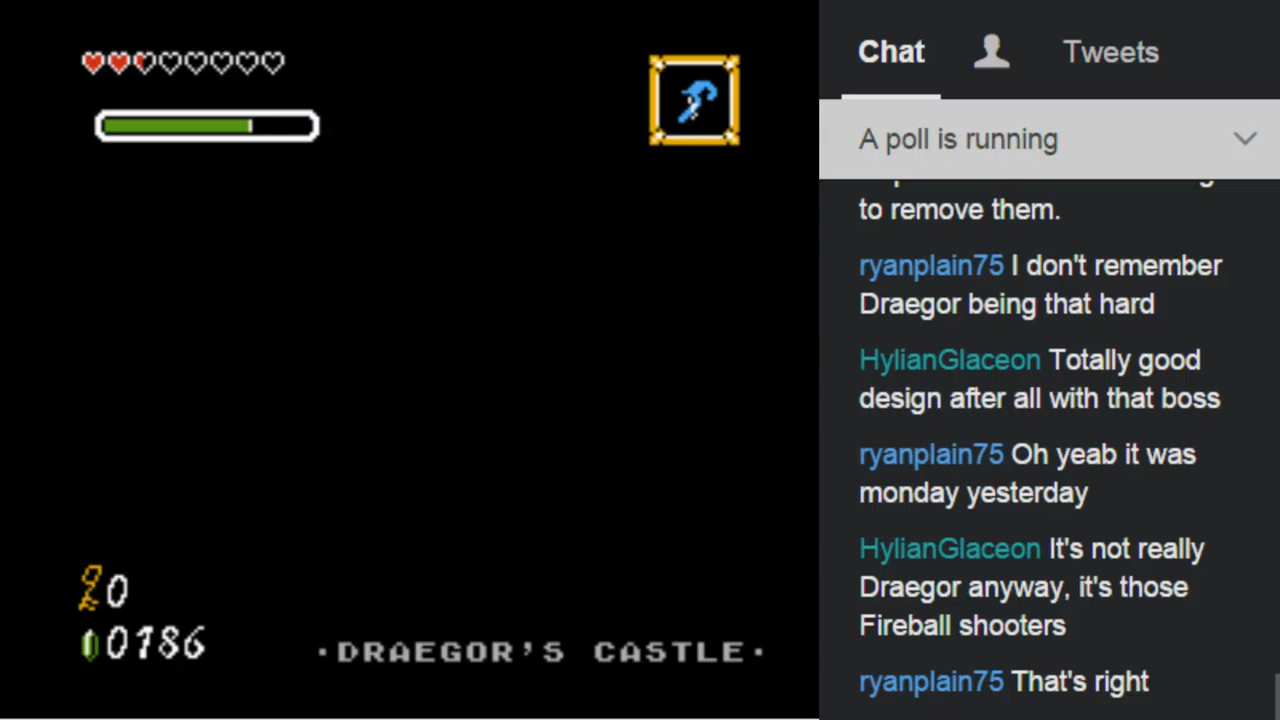 Chat
Tweets
A poll is running
to remove them.
ryanplain75 I don't remember
Draegor being that hard
HylianGlaceon Totally good
design after all with that boss
ryanplain75 Oh yeab it was
monday yesterday
HylianGlaceon It's not really
Draegor anyway, it's those
Fireball shooters
ryanplain75 That's right
0
0186
·DRAEGOR'S CASTLE·